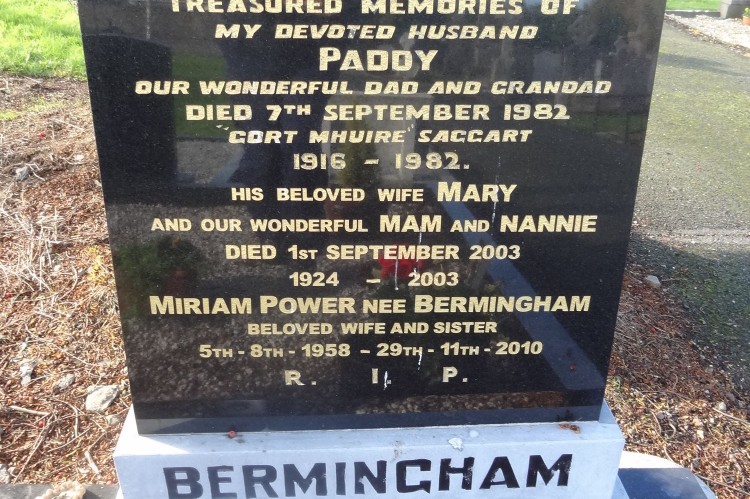 TREASURED MEMORIES OF
MY DEVOTED HUSBAND
PADDY
OUR WONDERFUL DAD AND GRANDAD
DIED 7TH SEPTEMBER 1982
"GORT MHUIRE" SAGGART
1916 - 1982.
HIS BELOVED WIFE MARY
AND OUR WONDERFUL MAM AND NANNIE
DIED 1ST SEPTEMBER 2003
1924 - 2003
MIRIAM POWER NEE BERMINGHAM
BELOVED WIFE AND SISTER
5TH - 8TH - 1958 - 29TH - 11TH - 2010
R. I. P.
BERMINGHAM